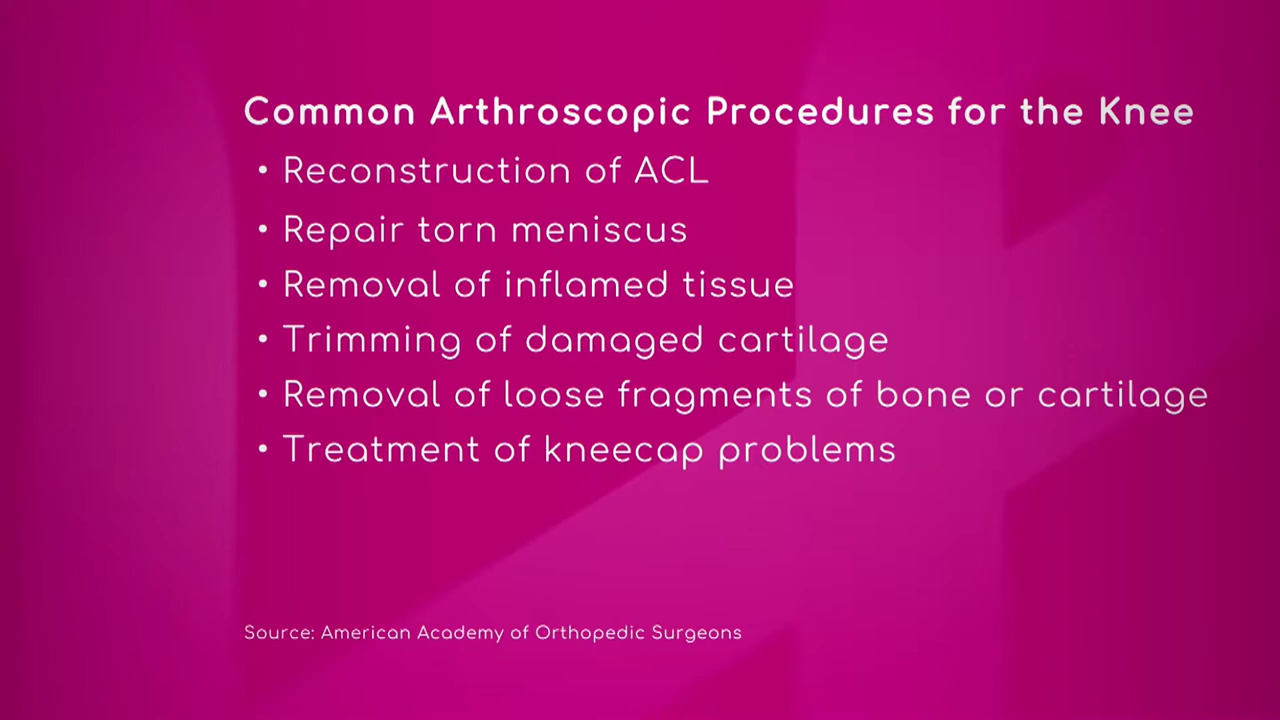 Common Arthroscopic Procedures for the Knee
• Reconstruction of ACL
• Repair torn meniscus
• Removal of inflamed tissue
• Trimming of damaged cartilage
• Removal of loose fragments of bone or cartilage
• Treatment of kneecap problems
Source: American Academy of Orthopedic Surgeons